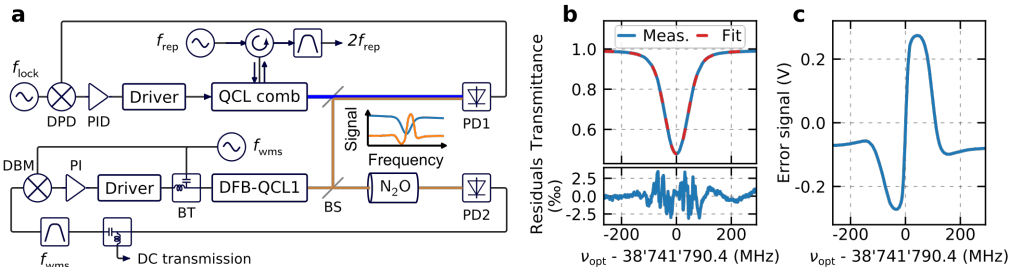 a
f_rep
2f_rep
f_lock
Driver
QCL comb
DPD
PID
PD1
Signal
Frequency
f_wms
DBM
PI
Driver
DFB-QCL1
N₂O
BT
BS
PD2
f_wms
DC transmission
b
Meas.
Fit
Transmittance
1.0
0.8
0.6
Residuals
(‰)
2.5
0.0
-2.5
-200
0
200
ν_opt - 38'741'790.4 (MHz)
c
Error signal (V)
0.2
0.0
-0.2
-200
0
200
ν_opt - 38'741'790.4 (MHz)